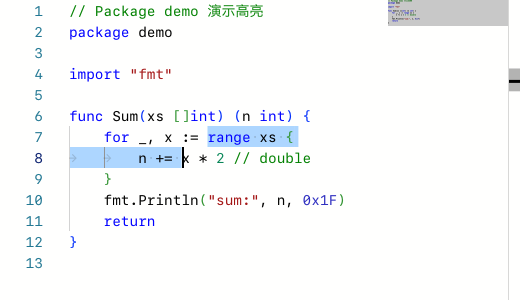 1 // Package demo 演示高亮
2 package demo
3
4 import "fmt"
5
6 func Sum(xs []int) (n int) {
7     for _, x := range xs {
8         n += x * 2 // double
9     }
10     fmt.Println("sum:", n, 0x1F)
11     return
12 }
13